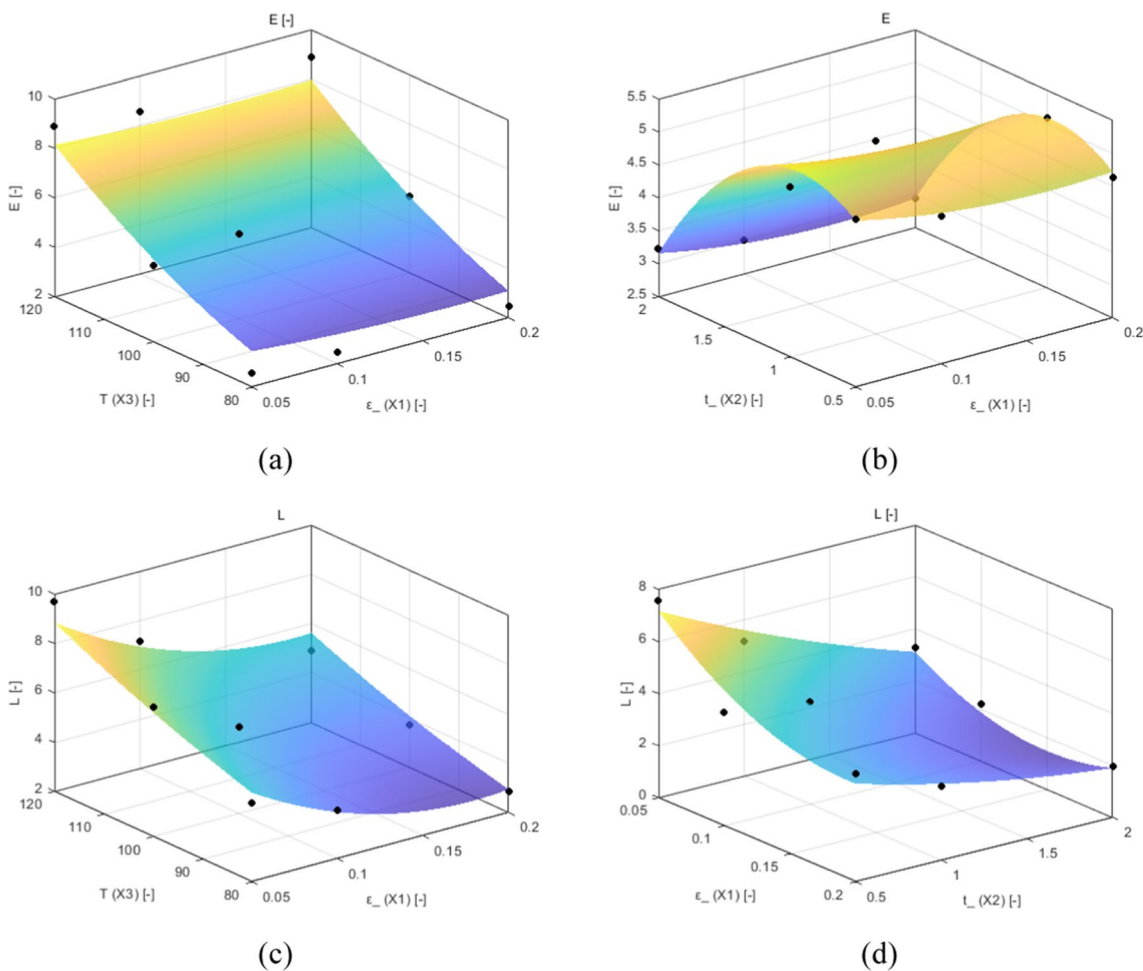 E [-]
10
8
6
4
2
E [-]
120
110
100
90
80
T (X3) [-]
0.05
0.1
0.15
0.2
ε_ (X1) [-]
(a)
E
5.5
5
4.5
4
3.5
3
2.5
E [-]
2
1.5
1
0.5
t_ (X2) [-]
0.05
0.1
0.15
0.2
ε_ (X1) [-]
(b)
L
10
8
6
4
2
L [-]
120
110
100
90
80
T (X3) [-]
0.05
0.1
0.15
0.2
ε_ (X1) [-]
(c)
L [-]
8
6
4
2
0
L [-]
0.05
0.1
0.15
0.2
ε_ (X1) [-]
0.5
1
1.5
2
t_ (X2) [-]
(d)